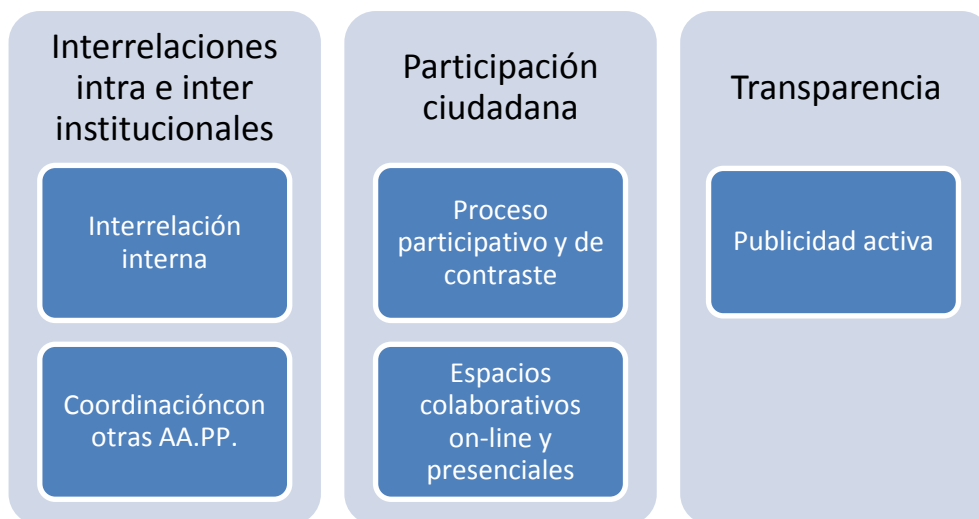 Interrelaciones
intra e inter
institucionales
Interrelación
interna
Coordinacióncon
otras AA.PP.
Participación
ciudadana
Proceso
participativo y de
contraste
Espacios
colaborativos
on-line y
presenciales
Transparencia
Publicidad activa